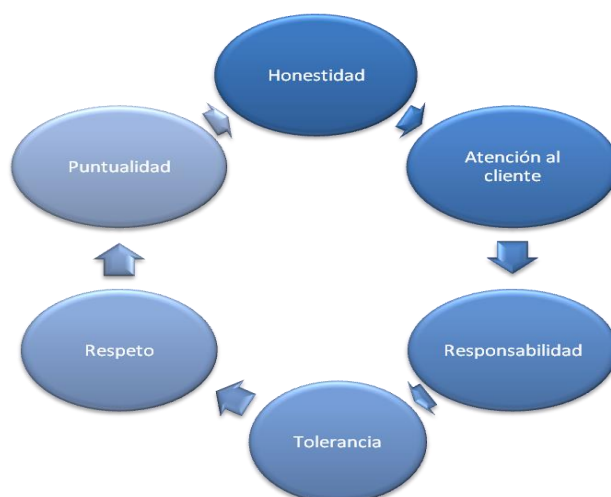 Honestidad
Atención al
cliente
Responsabilidad
Tolerancia
Respeto
Puntualidad